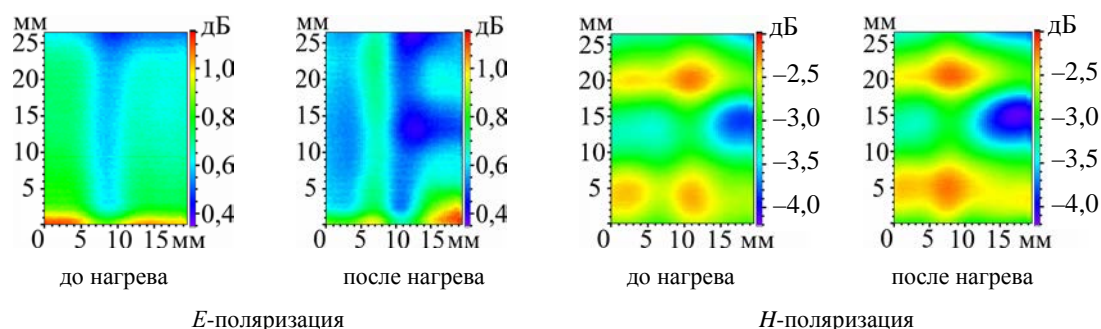 мм дБ мм дБ мм дБ мм дБ
25 25 25 25
1,0 1,0 –2,5 –2,5
20 20 20 20
0,8 0,8 –3,0 –3,0
15 15 15 15
10 0,6 10 0,6 10 –3,5 10 –3,5
5 0,4 5 0,4 5 –4,0 5 –4,0
0 5 10 15 мм 0 5 10 15 мм 0 5 10 15 мм 0 5 10 15 мм
до нагрева после нагрева до нагрева после нагрева
E-поляризация H-поляризация